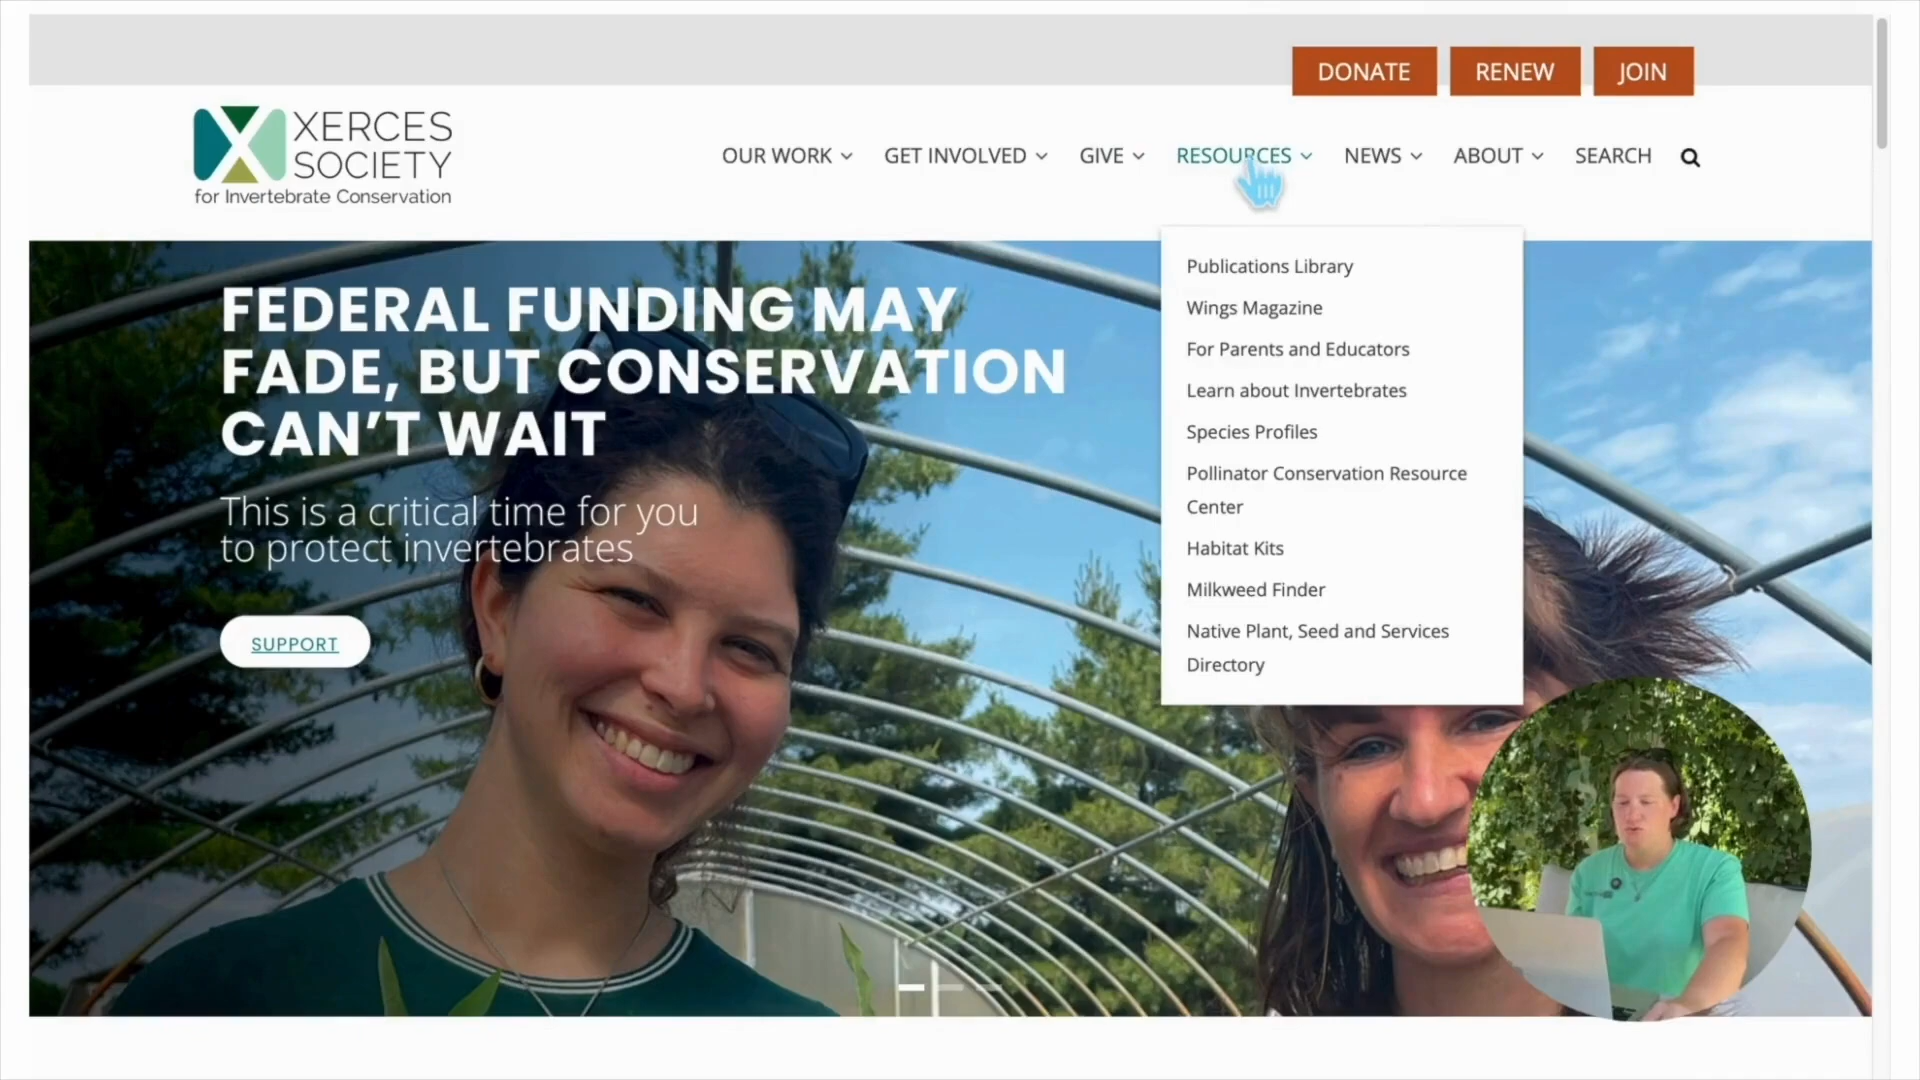 DONATE RENEW JOIN
XERCES
SOCIETY
for Invertebrate Conservation
OUR WORK GET INVOLVED GIVE RESOURCES NEWS ABOUT SEARCH
Publications Library
Wings Magazine
For Parents and Educators
Learn about Invertebrates
Species Profiles
Pollinator Conservation Resource
Center
Habitat Kits
Milkweed Finder
Native Plant, Seed and Services
Directory
FEDERAL FUNDING MAY
FADE, BUT CONSERVATION
CAN'T WAIT
This is a critical time for you
to protect invertebrates
SUPPORT